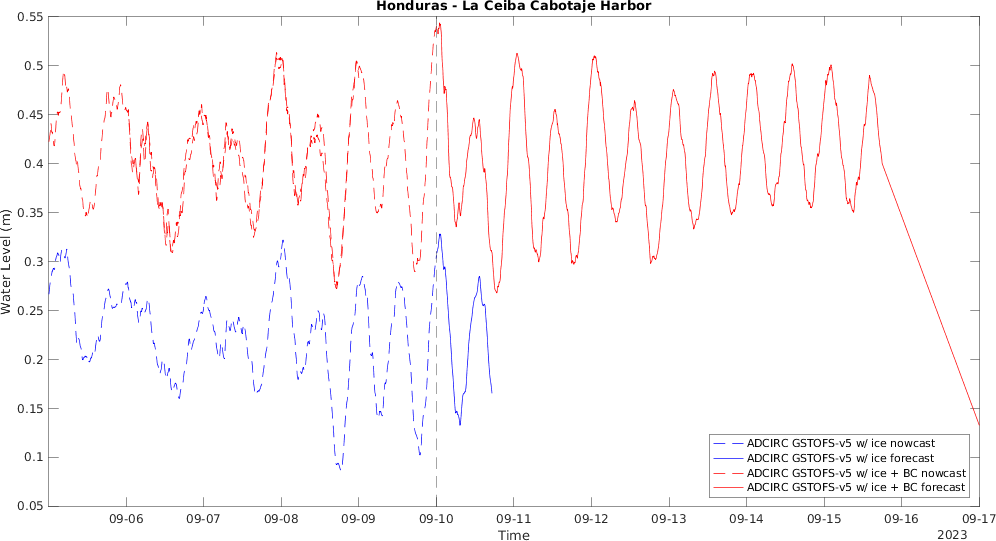 Honduras - La Ceiba Cabotaje Harbor
0.55
0.5
0.45
0.4
0.35
0.3
0.25
0.2
0.15
0.1
0.05
Water Level (m)
ADCIRC GSTOFS-v5 w/ ice nowcast
ADCIRC GSTOFS-v5 w/ ice forecast
ADCIRC GSTOFS-v5 w/ ice + BC nowcast
ADCIRC GSTOFS-v5 w/ ice + BC forecast
09-06 09-07 09-08 09-09 09-10 09-11 09-12 09-13 09-14 09-15 09-16 09-17
Time
2023